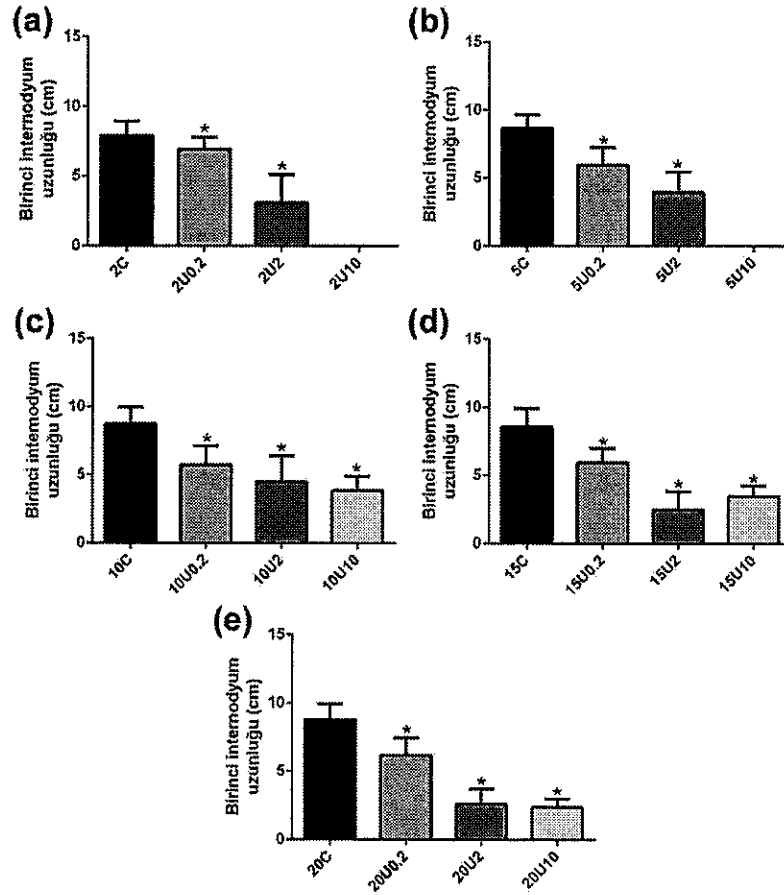 (a)
Birinci internodyum
uzunluğu (cm)
15
10
5
0
*
*
2C
2U0.2
2U2
2U10
(b)
Birinci internodyum
uzunluğu (cm)
15
10
5
0
*
*
5C
5U0.2
5U2
5U10
(c)
Birinci internodyum
uzunluğu (cm)
15
10
5
0
*
*
*
10C
10U0.2
10U2
10U10
(d)
Birinci internodyum
uzunluğu (cm)
15
10
5
0
*
*
*
15C
15U0.2
15U2
15U10
(e)
Birinci internodyum
uzunluğu (cm)
15
10
5
0
*
*
*
20C
20U0.2
20U2
20U10